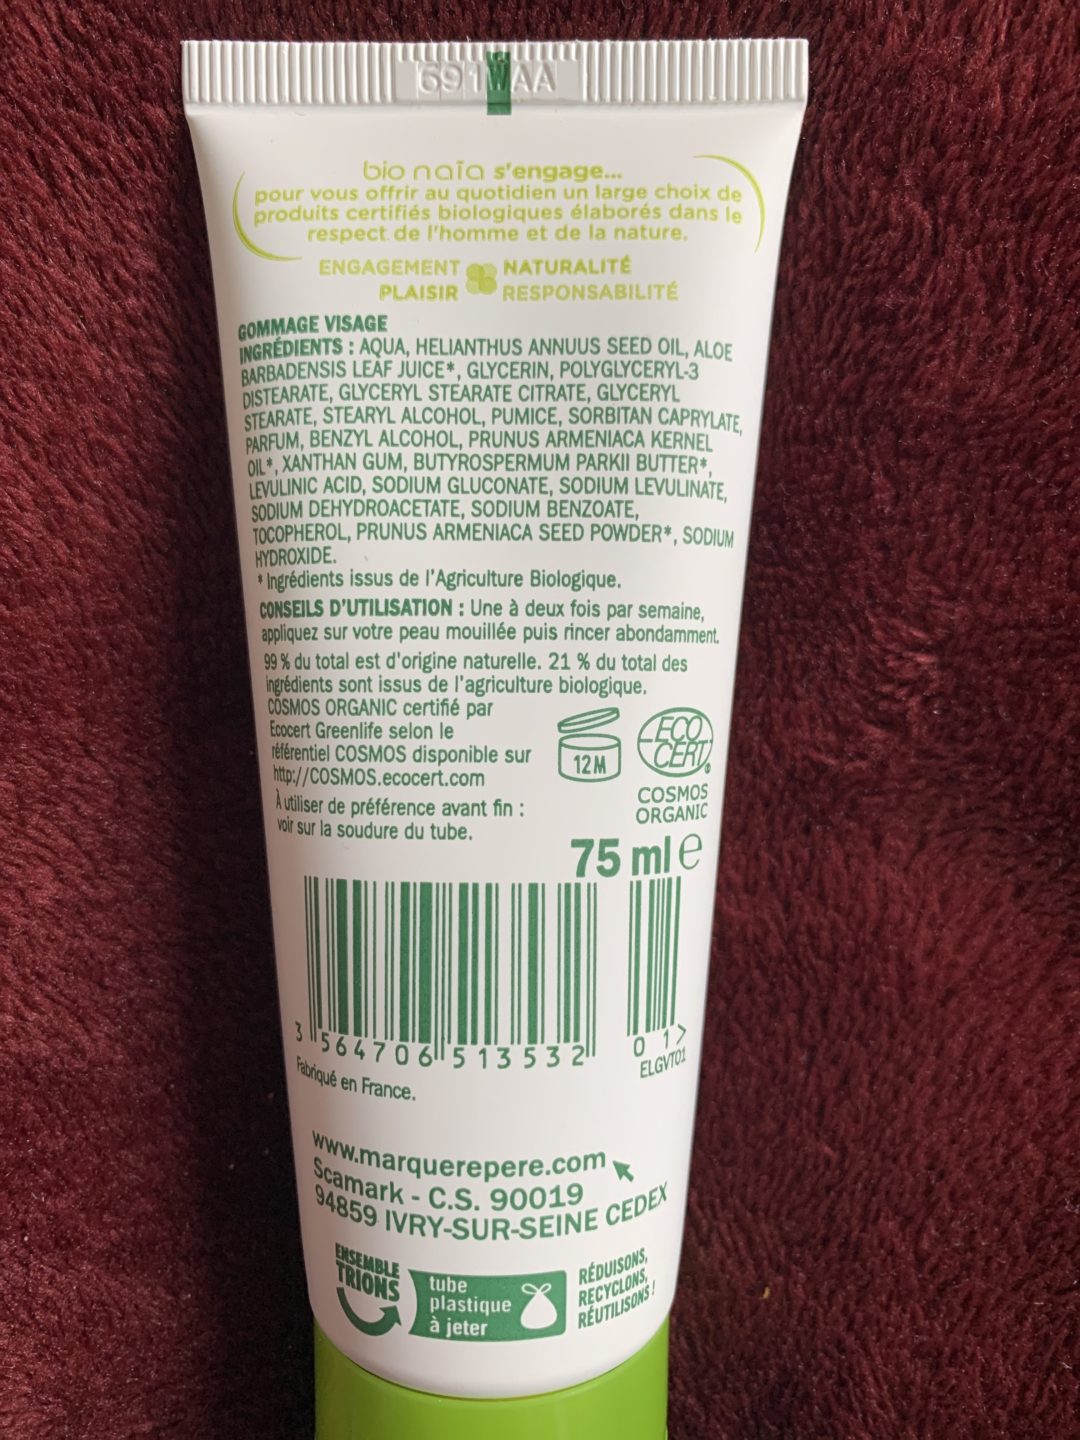 691WAA
bio naïa s'engage...
pour vous offrir au quotidien un large choix de
produits certifiés biologiques élaborés dans le
respect de l'homme et de la nature.
ENGAGEMENT NATURALITÉ
PLAISIR RESPONSABILITÉ
GOMMAGE VISAGE
INGRÉDIENTS : AQUA, HELIANTHUS ANNUUS SEED OIL, ALOE
BARBADENSIS LEAF JUICE*, GLYCERIN, POLYGLYCERYL-3
DISTEARATE, GLYCERYL STEARATE CITRATE, GLYCERYL
STEARATE, STEARYL ALCOHOL, PUMICE, SORBITAN CAPRYLATE,
PARFUM, BENZYL ALCOHOL, PRUNUS ARMENIACA KERNEL
OIL*, XANTHAN GUM, BUTYROSPERMUM PARKII BUTTER*,
LEVULINIC ACID, SODIUM GLUCONATE, SODIUM LEVULINATE,
SODIUM DEHYDROACETATE, SODIUM BENZOATE,
TOCOPHEROL, PRUNUS ARMENIACA SEED POWDER*, SODIUM
HYDROXIDE.
* Ingrédients issus de l'Agriculture Biologique.
CONSEILS D'UTILISATION : Une à deux fois par semaine,
appliquez sur votre peau mouillée puis rincer abondamment.
99 % du total est d'origine naturelle. 21 % du total des
ingrédients sont issus de l'agriculture biologique.
COSMOS ORGANIC certifié par
Ecocert Greenlife selon le
référentiel COSMOS disponible sur
http://COSMOS.ecocert.com
À utiliser de préférence avant fin :
voir sur la soudure du tube.
12M
ECO
CERT
COSMOS
ORGANIC
75 ml e
3 564706 513532 01>
ELGVT01
Fabriqué en France.
www.marquerepere.com
Scamark - C.S. 90019
94859 IVRY-SUR-SEINE CEDEX
ENSEMBLE
TRIONS
tube
plastique
à jeter
RÉDUISONS,
RECYCLONS,
RÉUTILISONS !